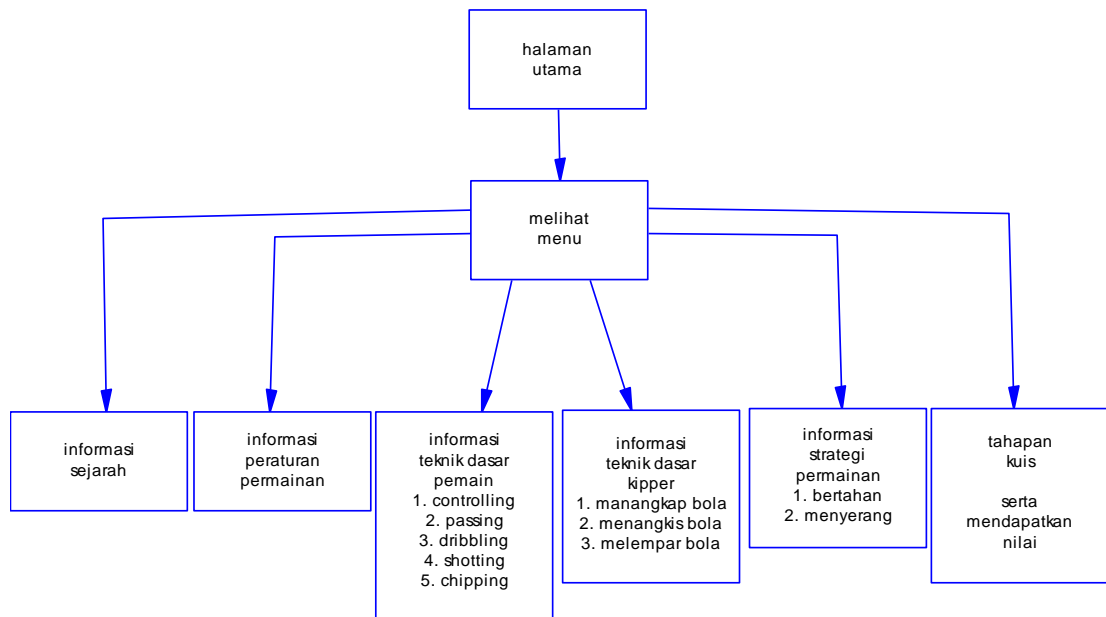 halaman
utama
melihat
menu
informasi
sejarah
informasi
peraturan
permainan
informasi
teknik dasar
pemain
1. controlling
2. passing
3. dribbling
4. shotting
5. chipping
informasi
teknik dasar
kipper
1. manangkap bola
2. menangkis bola
3. melempar bola
informasi
strategi
permainan
1. bertahan
2. menyerang
tahapan
kuis
serta
mendapatkan
nilai